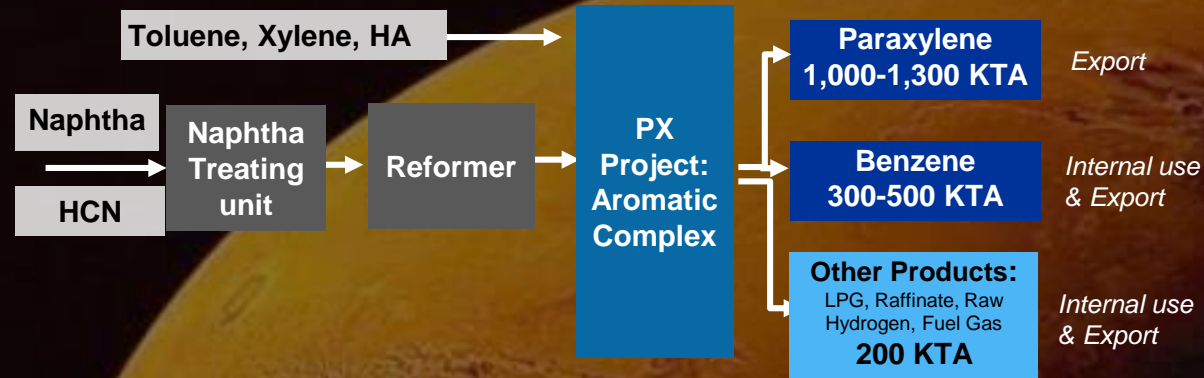 Toluene, Xylene, HA
Naphtha
HCN
Naphtha
Treating
unit
Reformer
PX
Project:
Aromatic
Complex
Paraxylene
1,000-1,300 KTA
Export
Benzene
300-500 KTA
Internal use
& Export
Other Products:
LPG, Raffinate, Raw
Hydrogen, Fuel Gas
200 KTA
Internal use
& Export